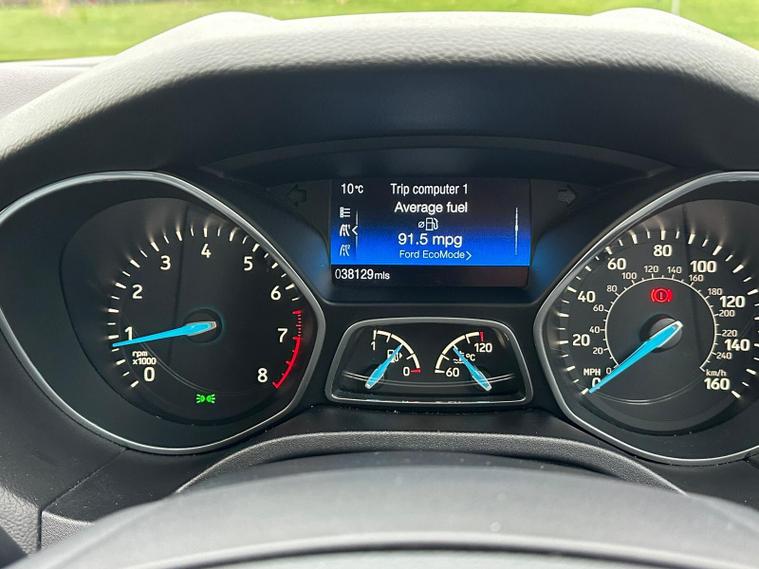 10°C Trip computer 1
Average fuel
⌀
91.5 mpg
Ford EcoMode
038129mls
0 1 2 3 4 5 6 7 8
rpm
x1000
1 0
60 120
°C
0 20 40 60 80 100 120 140 160
MPH
0 20 40 60 80 100 120 140 160 180 200 220 240
km/h